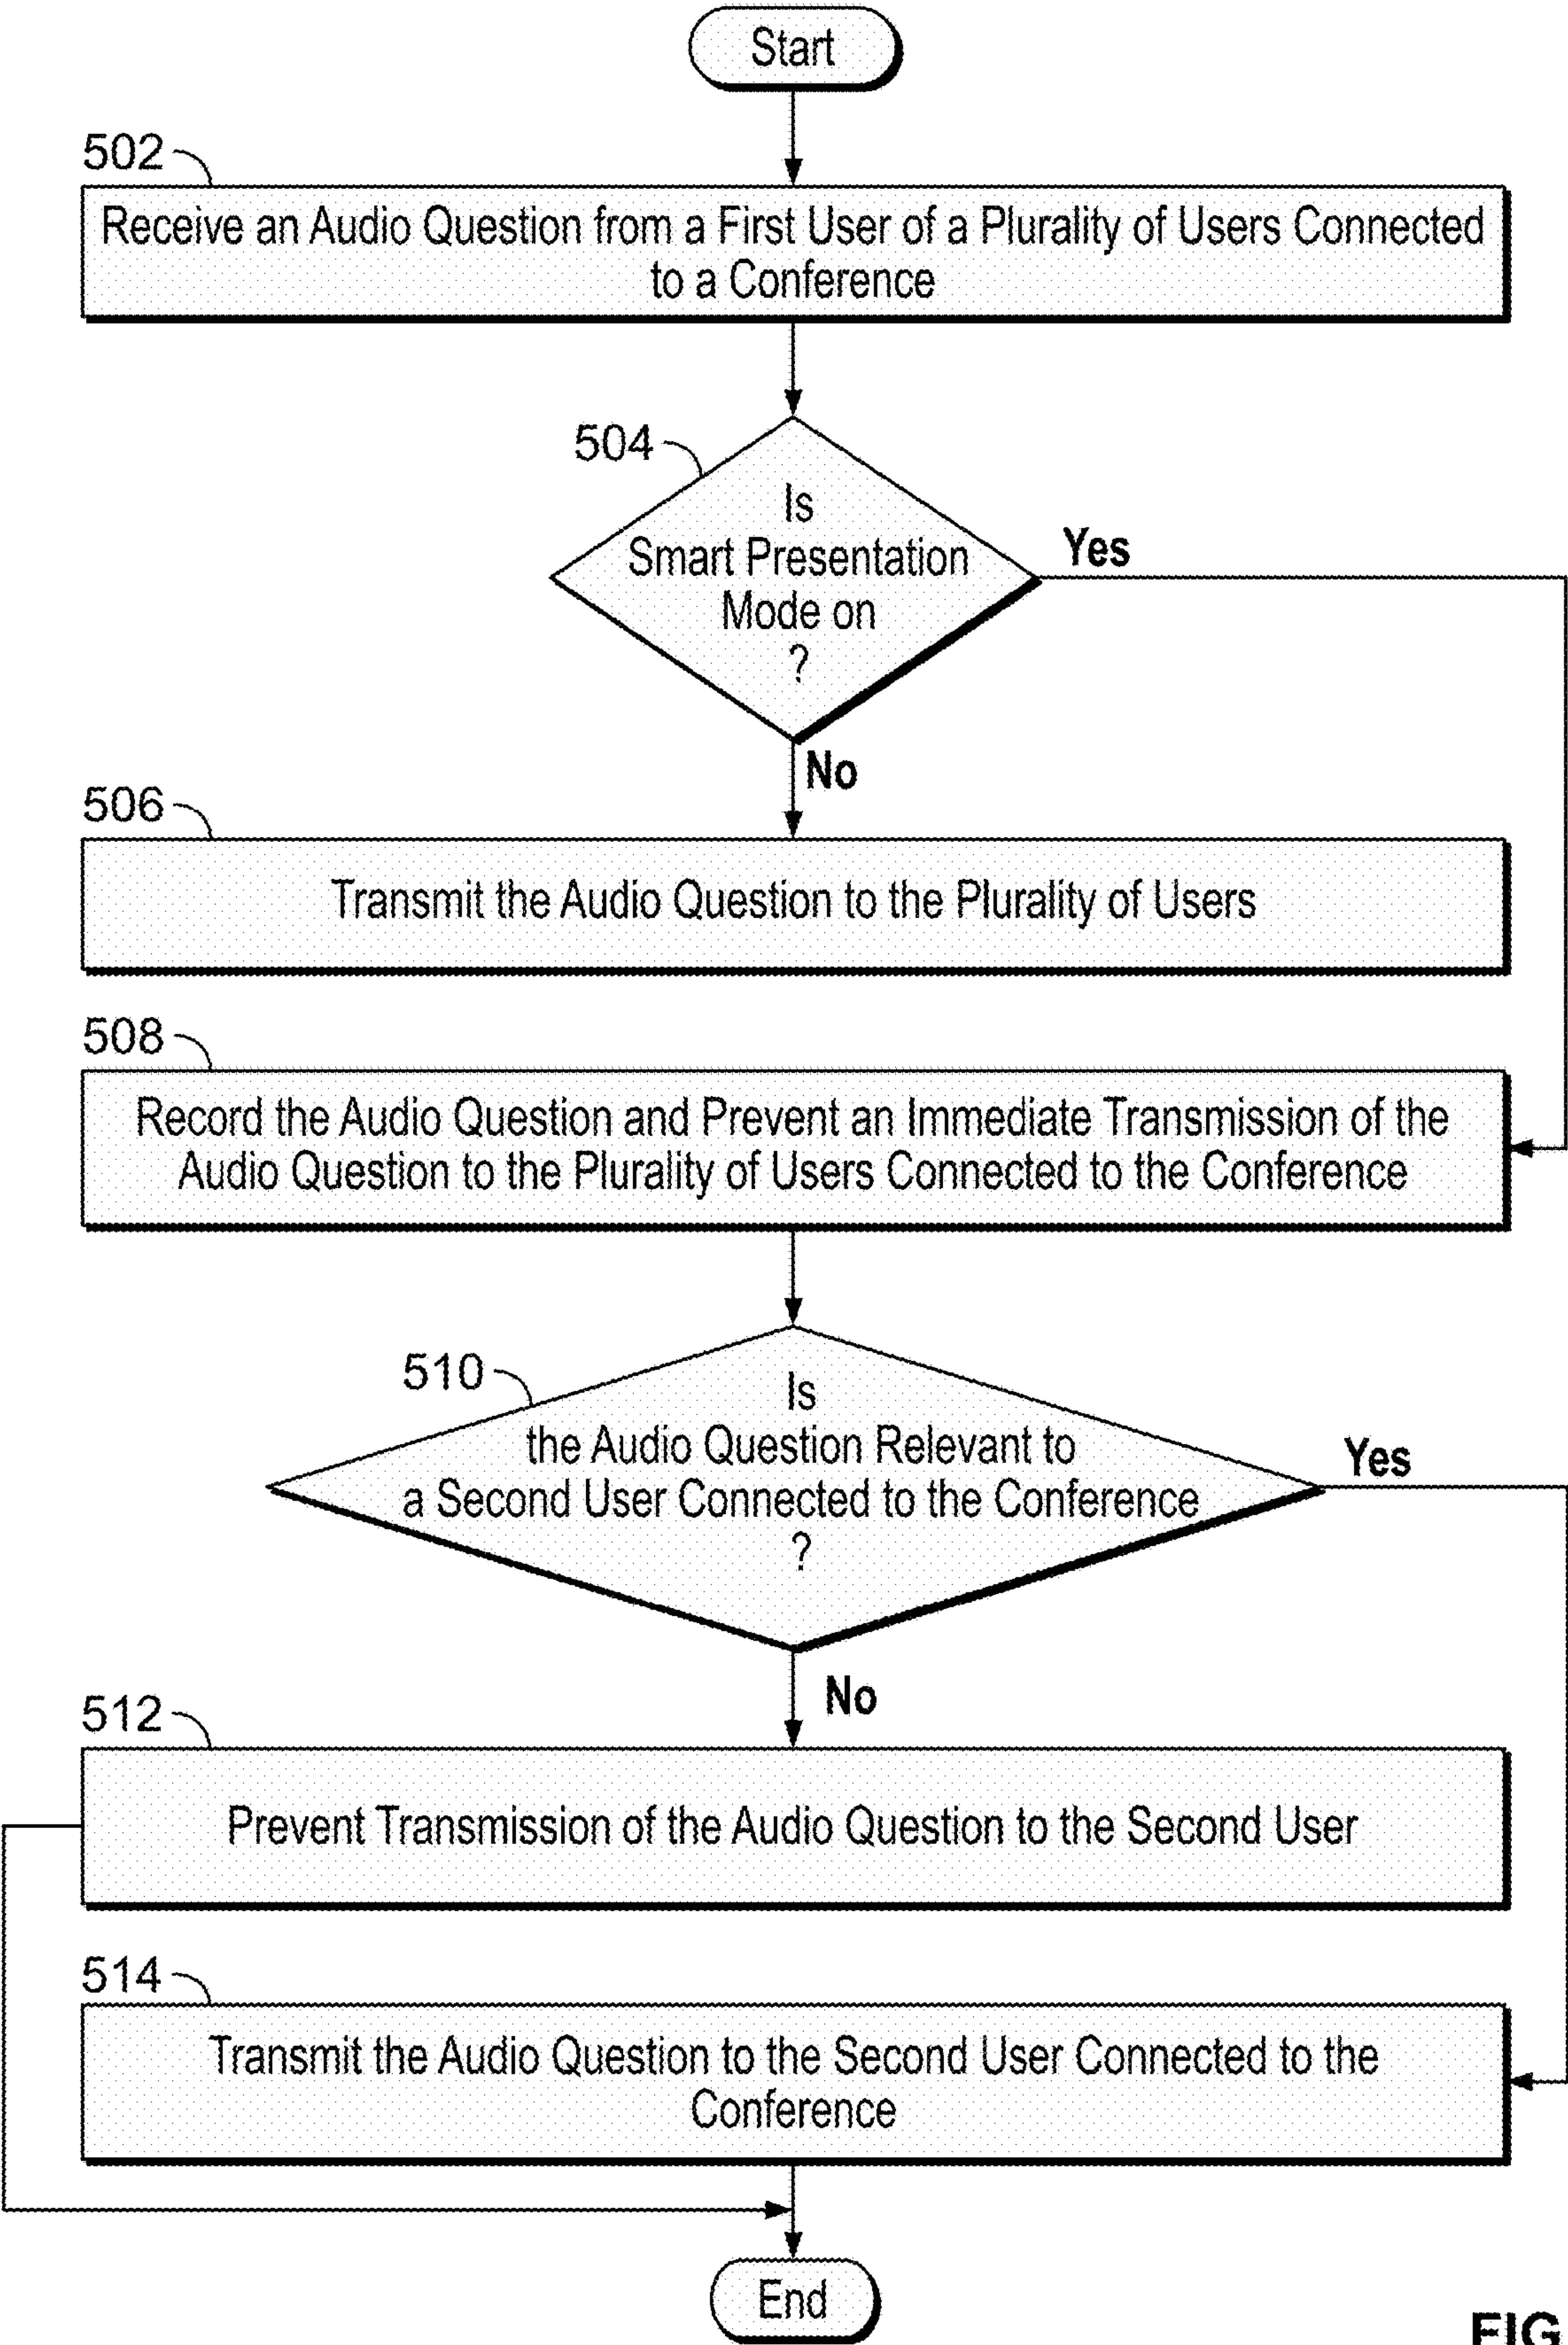 Start
502
Receive an Audio Question from a First User of a Plurality of Users Connected
to a Conference
504
Is
Smart Presentation
Mode on
?
Yes
No
506
Transmit the Audio Question to the Plurality of Users
508
Record the Audio Question and Prevent an Immediate Transmission of the
Audio Question to the Plurality of Users Connected to the Conference
510
Is
the Audio Question Relevant to
a Second User Connected to the Conference
?
Yes
No
512
Prevent Transmission of the Audio Question to the Second User
514
Transmit the Audio Question to the Second User Connected to the
Conference
End
FIG